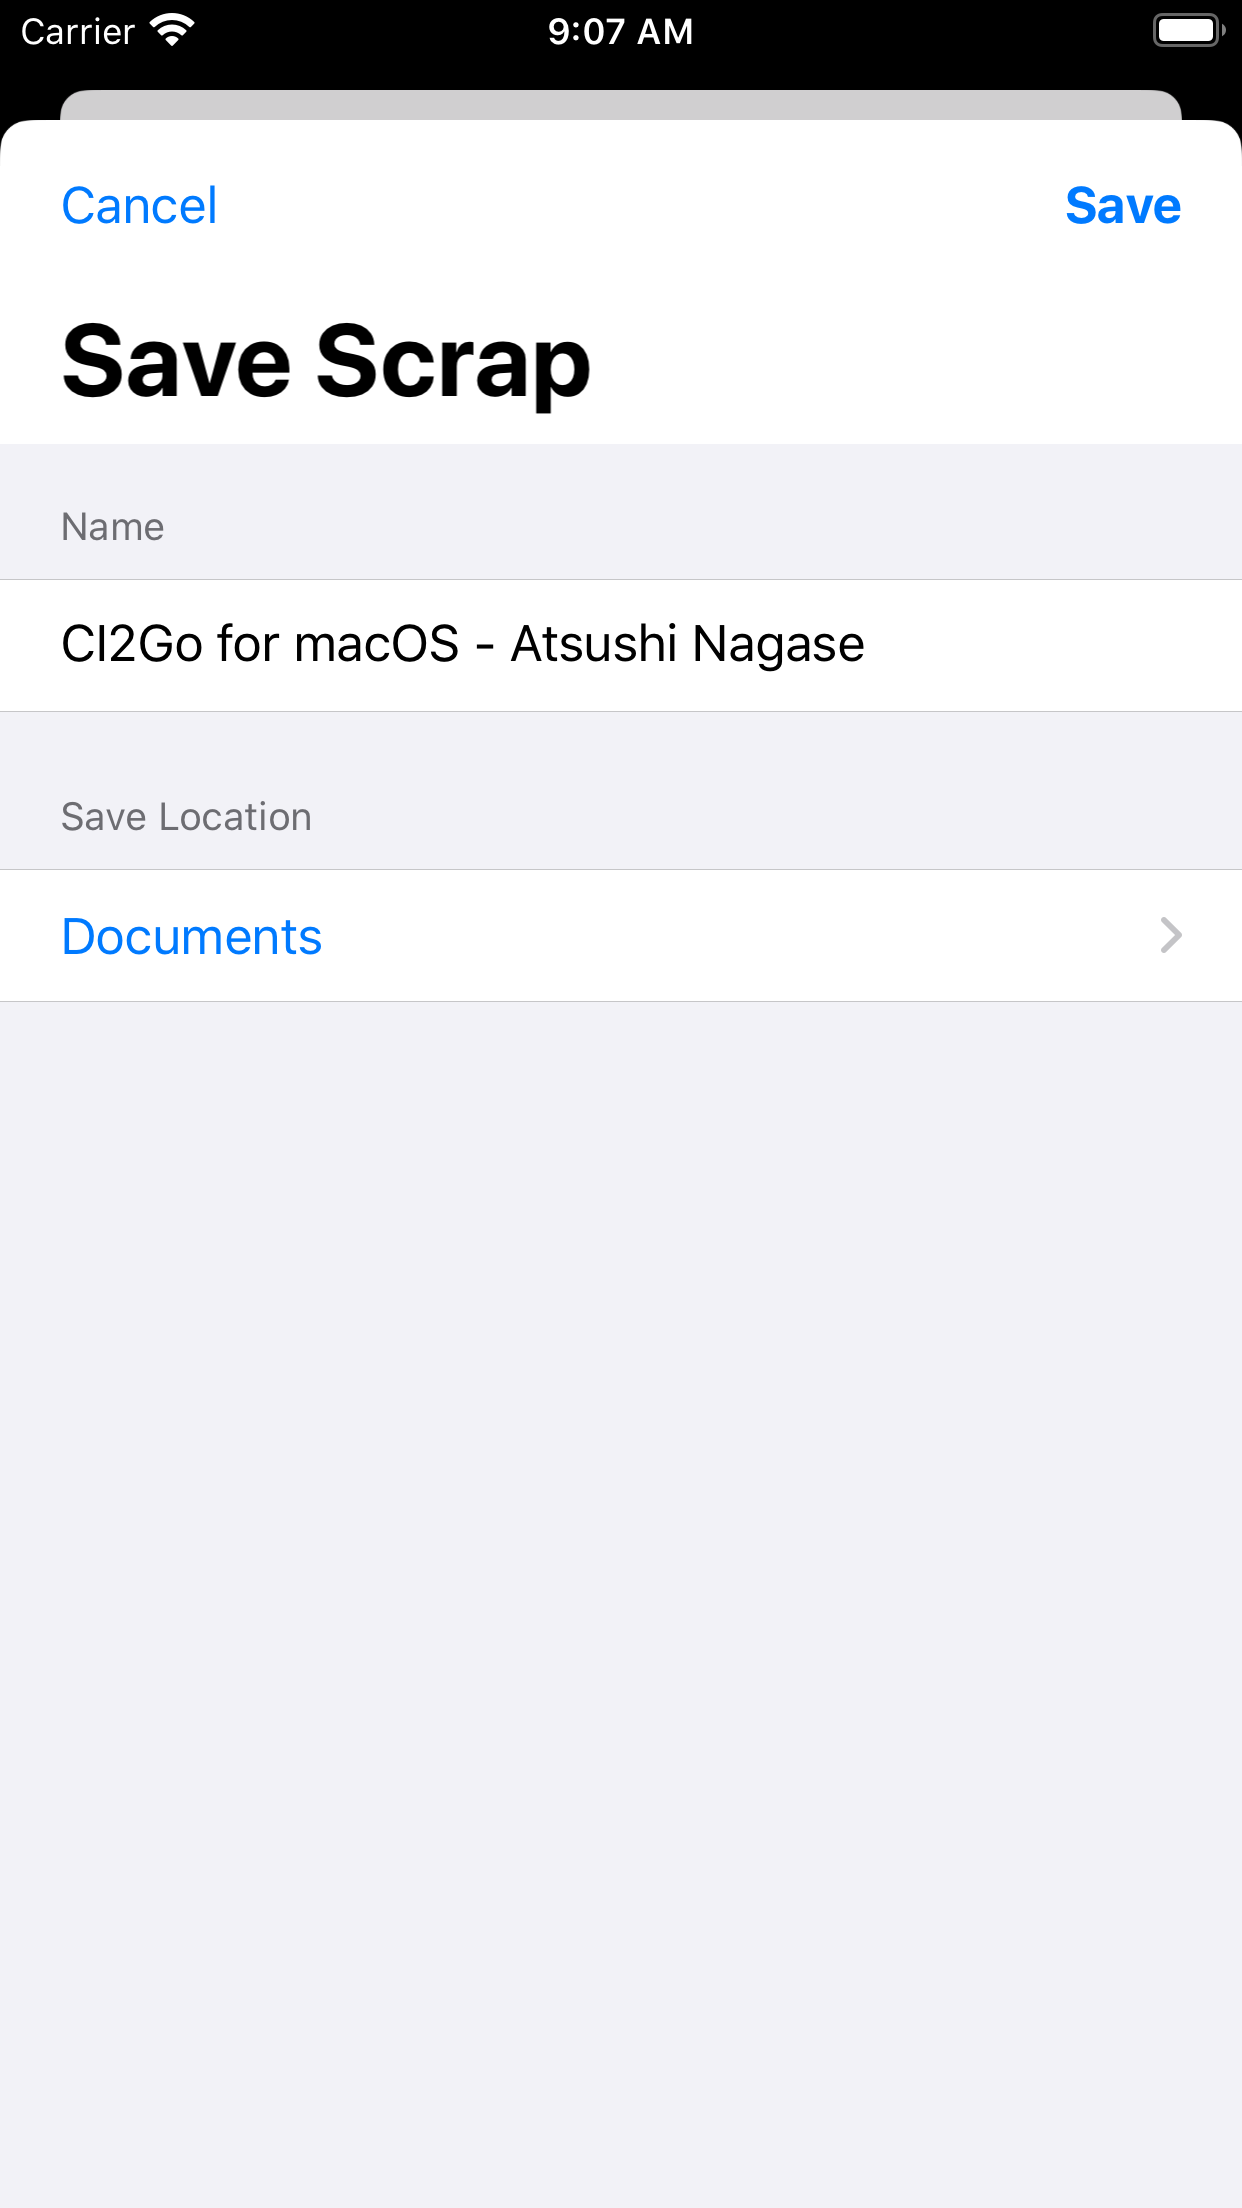 Carrier
9:07 AM
Cancel
Save
Save Scrap
Name
CI2Go for macOS - Atsushi Nagase
Save Location
Documents